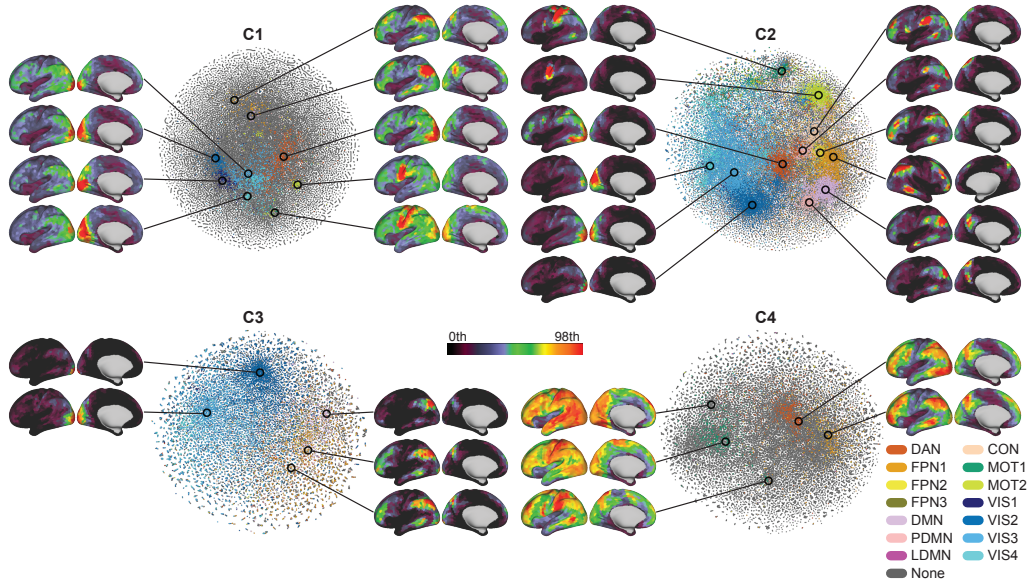 C1
C2
C3
0th
98th
C4
DAN
CON
FPN1
MOT1
FPN2
MOT2
FPN3
VIS1
DMN
VIS2
PDMN
VIS3
LDMN
VIS4
None